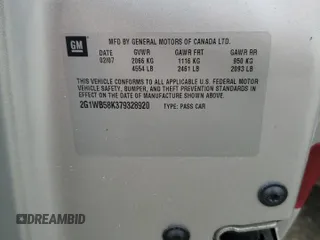 GM
MFD BY GENERAL MOTORS OF CANADA LTD.
DATE GVWR GAWR FRT GAWR RR
02/07 2066 KG 1116 KG 950 KG
4554 LB 2461 LB 2093 LB
THIS VEHICLE CONFORMS TO ALL APPLICABLE U.S. FEDERAL MOTOR
VEHICLE SAFETY, BUMPER, AND THEFT PREVENTION STANDARDS IN
EFFECT ON THE DATE OF MANUFACTURE SHOWN ABOVE.
2G1WB58K379328920 TYPE: PASS CAR
DREAMBID